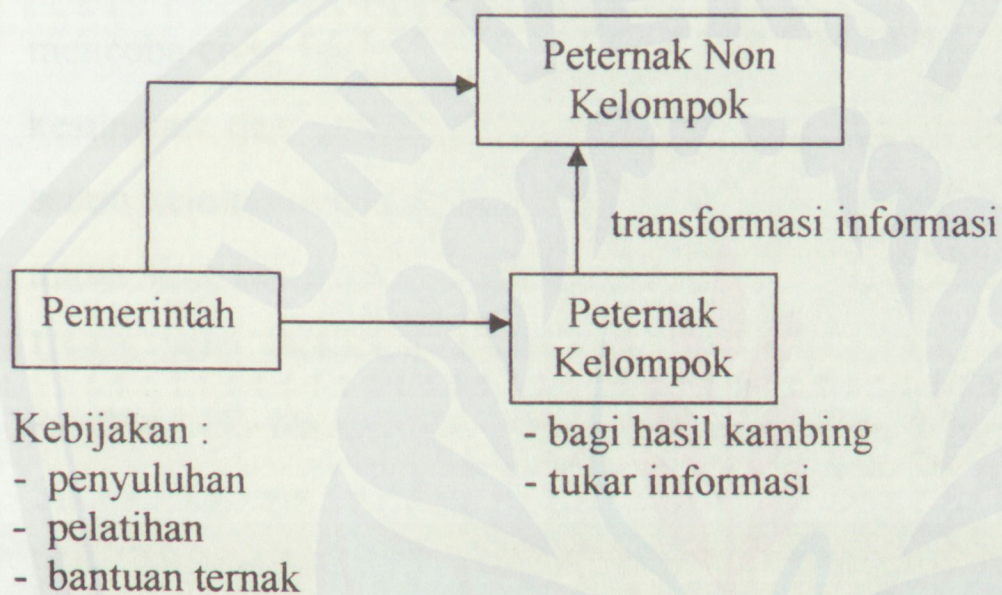 Peternak Non
Kelompok
transformasi informasi
Pemerintah
Peternak
Kelompok
Kebijakan :
- penyuluhan
- pelatihan
- bantuan ternak
- bagi hasil kambing
- tukar informasi